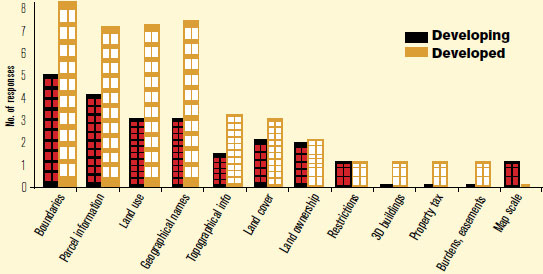 8
7
6
5
4
3
2
1
0
No. of responses
Developing
Developed
Boundaries
Parcel information
Land use
Geographical names
Topographical info
Land cover
Land ownership
Restrictions
3D buildings
Property tax
Burdens, easements
Map scale